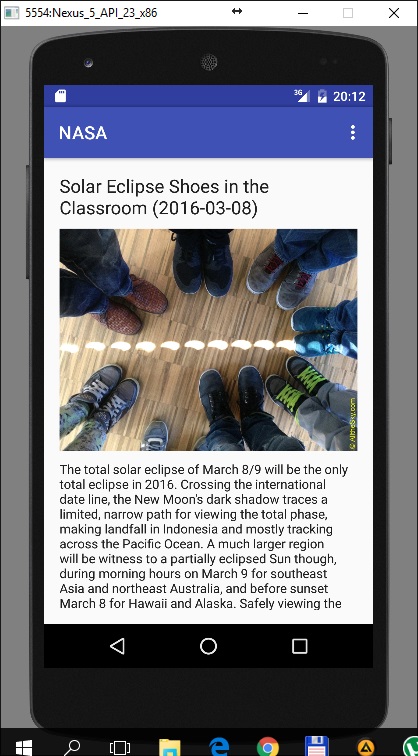 5554:Nexus_5_API_23_x86
3G 20:12
NASA
Solar Eclipse Shoes in the
Classroom (2016-03-08)
© AlltheSky.com
The total solar eclipse of March 8/9 will be the only
total eclipse in 2016. Crossing the international
date line, the New Moon's dark shadow traces a
limited, narrow path for viewing the total phase,
making landfall in Indonesia and mostly tracking
across the Pacific Ocean. A much larger region
will be witness to a partially eclipsed Sun though,
during morning hours on March 9 for southeast
Asia and northeast Australia, and before sunset
March 8 for Hawaii and Alaska. Safely viewing the